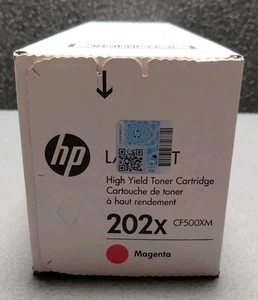 hp
High Yield Toner Cartridge
Cartouche de toner
à haut rendement
202x CF500XM
Magenta